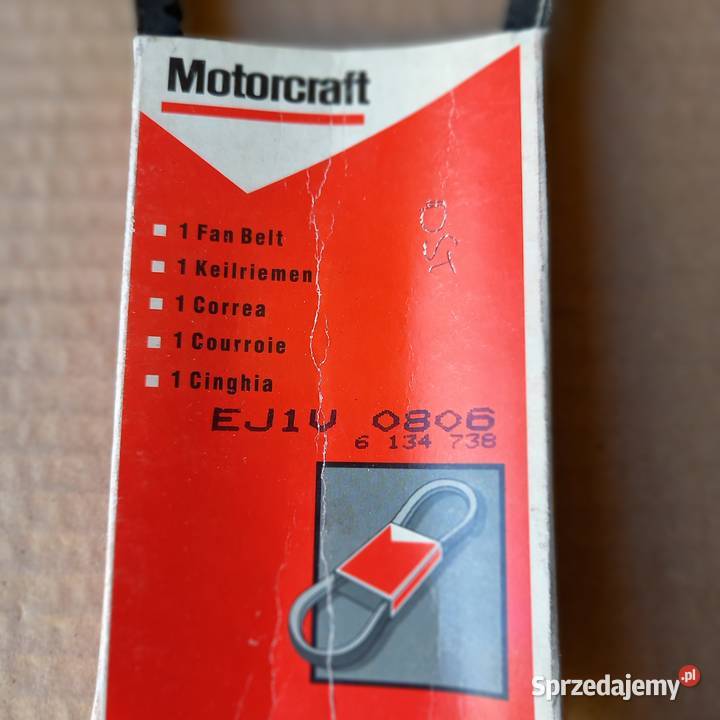 Motorcraft
1 Fan Belt
1 Keilriemen
1 Correa
1 Courroie
1 Cinghia
EJ1V 0806
6 134 738
Sprzedajemy.pl